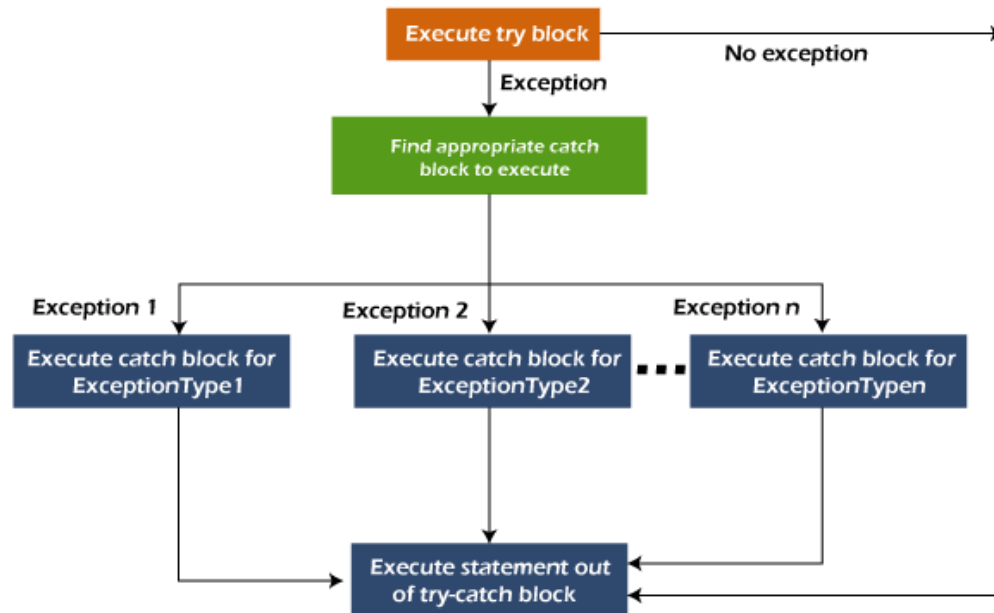 Execute try block
No exception
Exception
Find appropriate catch
block to execute
Exception 1
Exception 2
Exception n
Execute catch block for
ExceptionType1
Execute catch block for
ExceptionType2
Execute catch block for
ExceptionTypen
Execute statement out
of try-catch block